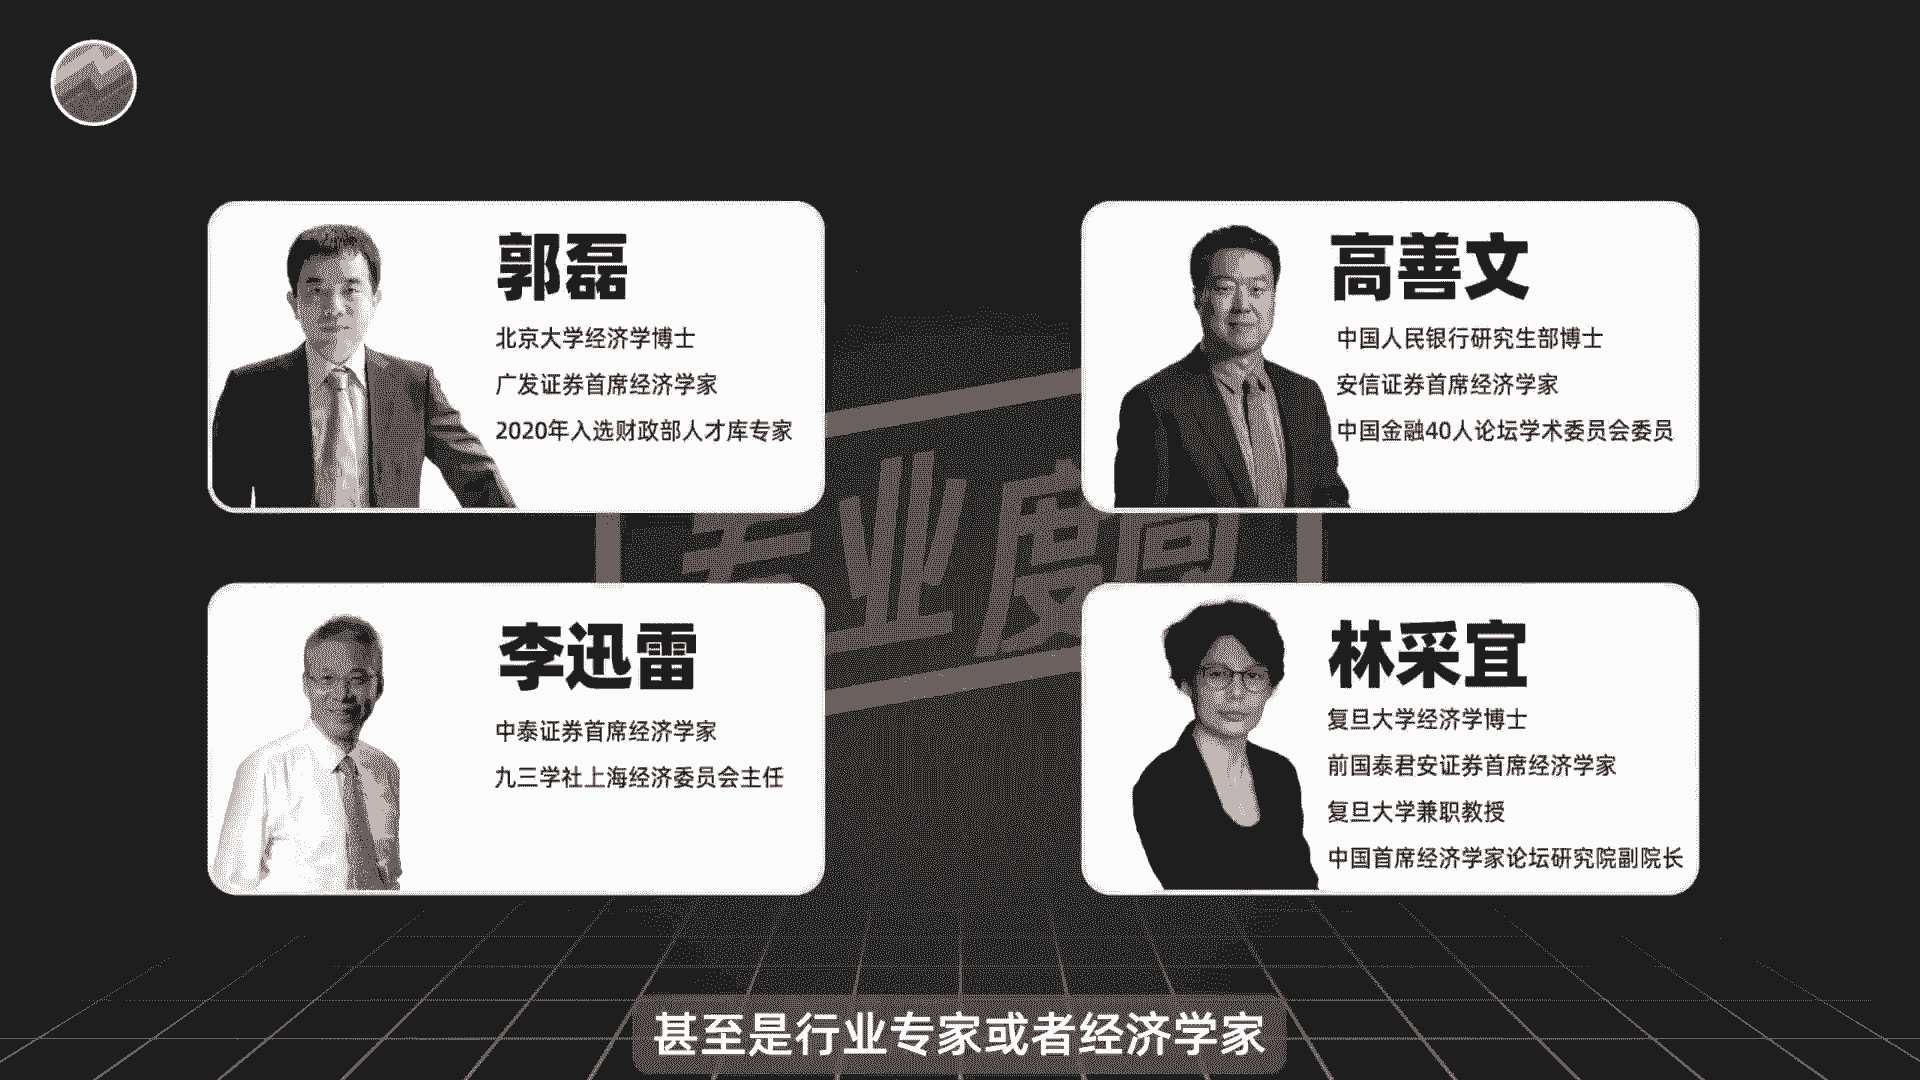 郭磊
北京大学经济学博士
广发证券首席经济学家
2020年入选财政部人才库专家
高善文
中国人民银行研究生部博士
安信证券首席经济学家
中国金融40人论坛学术委员会委员
专业度高
李迅雷
中泰证券首席经济学家
九三学社上海经济委员会主任
林采宜
复旦大学经济学博士
前国泰君安证券首席经济学家
复旦大学兼职教授
中国首席经济学家论坛研究院副院长
甚至是行业专家或者经济学家